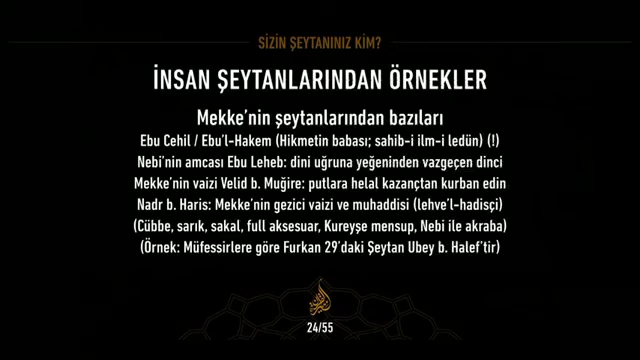 SİZİN ŞEYTANINIZ KİM?
İNSAN ŞEYTANLARINDAN ÖRNEKLER
Mekke'nin şeytanlarından bazıları
Ebu Cehil / Ebu'l-Hakem (Hikmetin babası; sahib-i ilm-i ledün) (!)
Nebi'nin amcası Ebu Leheb: dini uğruna yeğeninden vazgeçen dinci
Mekke'nin vaizi Velid b. Muğire: putlara helal kazançtan kurban edin
Nadr b. Haris: Mekke'nin gezici vaizi ve muhaddisi (lehve'l-hadisçi)
(Cübbe, sarık, sakal, full aksesuar, Kureyşe mensup, Nebi ile akraba)
(Örnek: Müfessirlere göre Furkan 29'daki Şeytan Ubey b. Halef'tir)
24/55